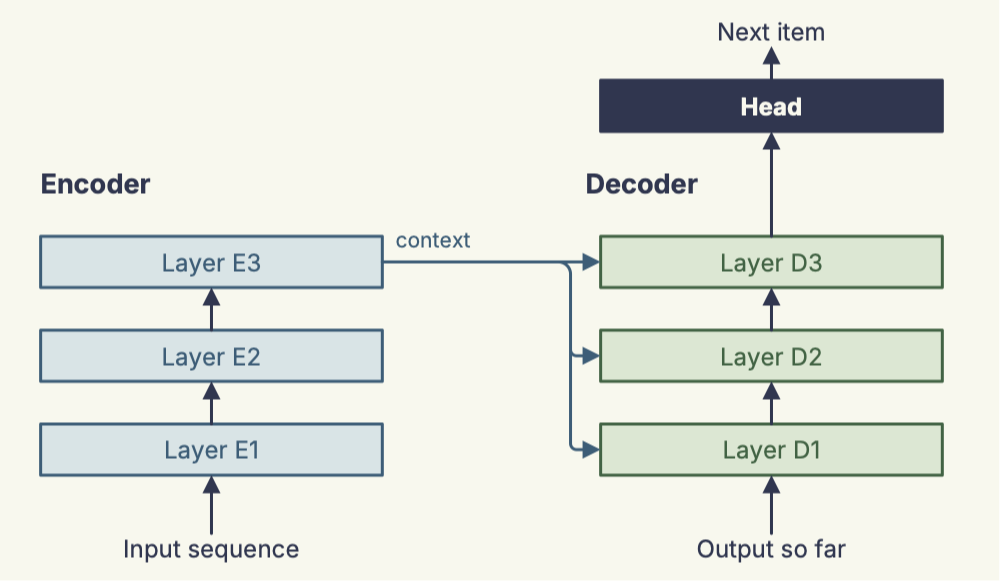 Next item
Head
Encoder
Decoder
context
Layer E3
Layer D3
Layer E2
Layer D2
Layer E1
Layer D1
Input sequence
Output so far